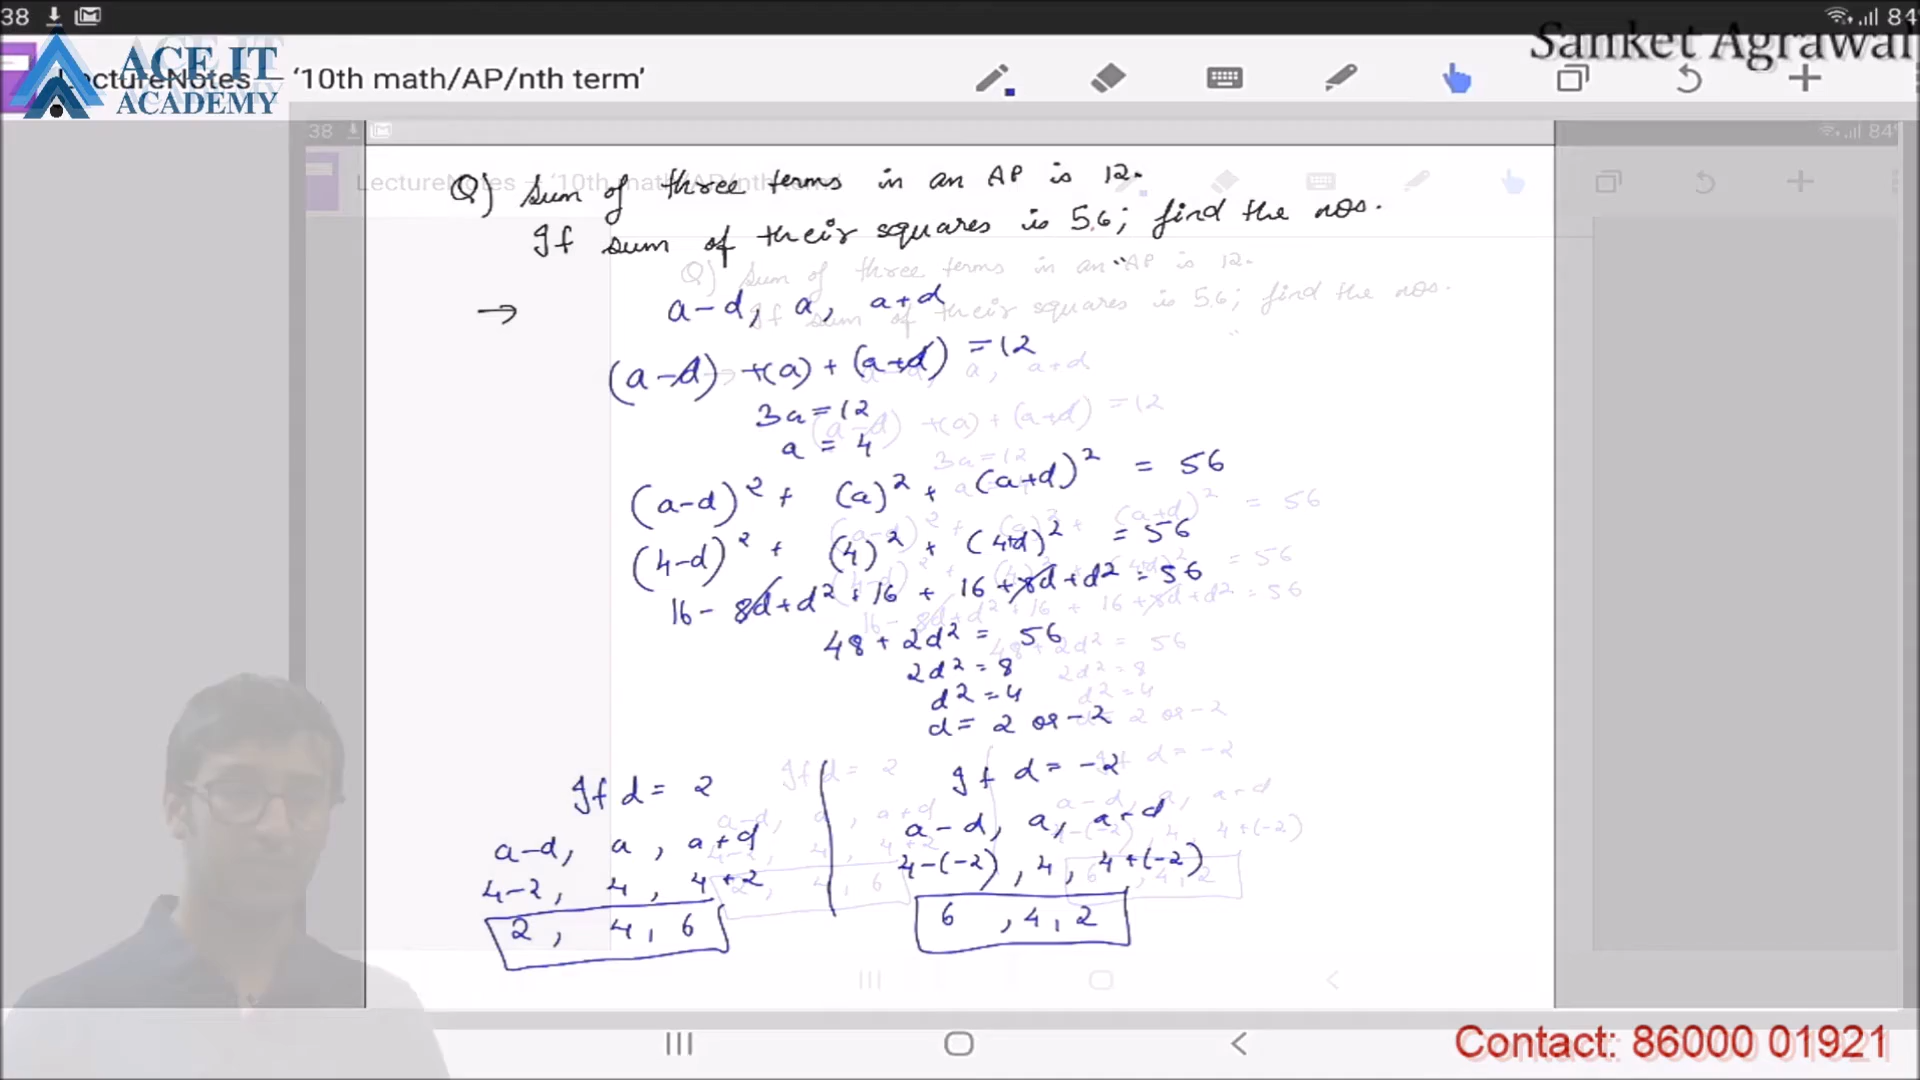 38
84
Sanket Agrawal
ACE IT
ACADEMY
LectureNotes – ‘10th math/AP/nth term’
Q) Sum of three terms in an AP is 12.
If sum of their squares is 56; find the nos.
→ a-d, a, a+d
(a-d) +(a) + (a+d) =12
3a=12
a = 4
(a-d)² + (a)² + (a+d)² = 56
(4-d)² + (4)² + (4+d)² = 56
16 - 8d+d² + 16 + 16 +8d+d² = 56
48 + 2d² = 56
2d² = 8
d² = 4
d = 2 or -2
If d = 2
a-d, a, a+d
4-2, 4, 4+2
2, 4, 6
If d = -2
a-d, a, a+d
4-(-2), 4, 4+(-2)
6, 4, 2
Contact: 86000 01921